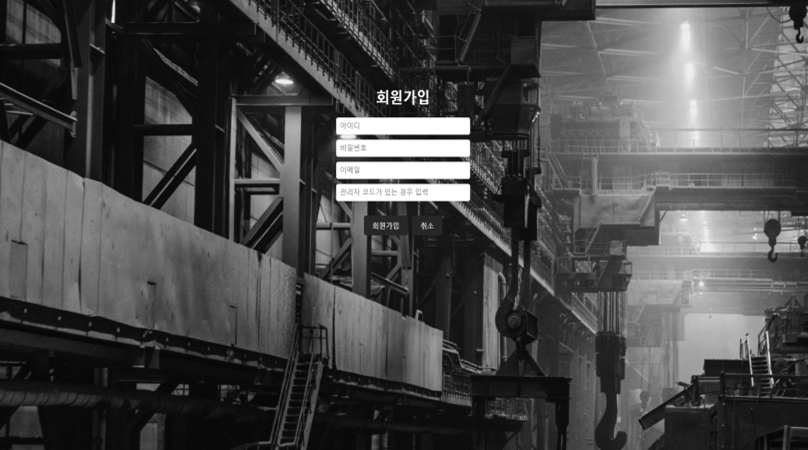 회원가입
아이디
비밀번호
이메일
관리자 코드가 있는 경우 입력
회원가입 취소